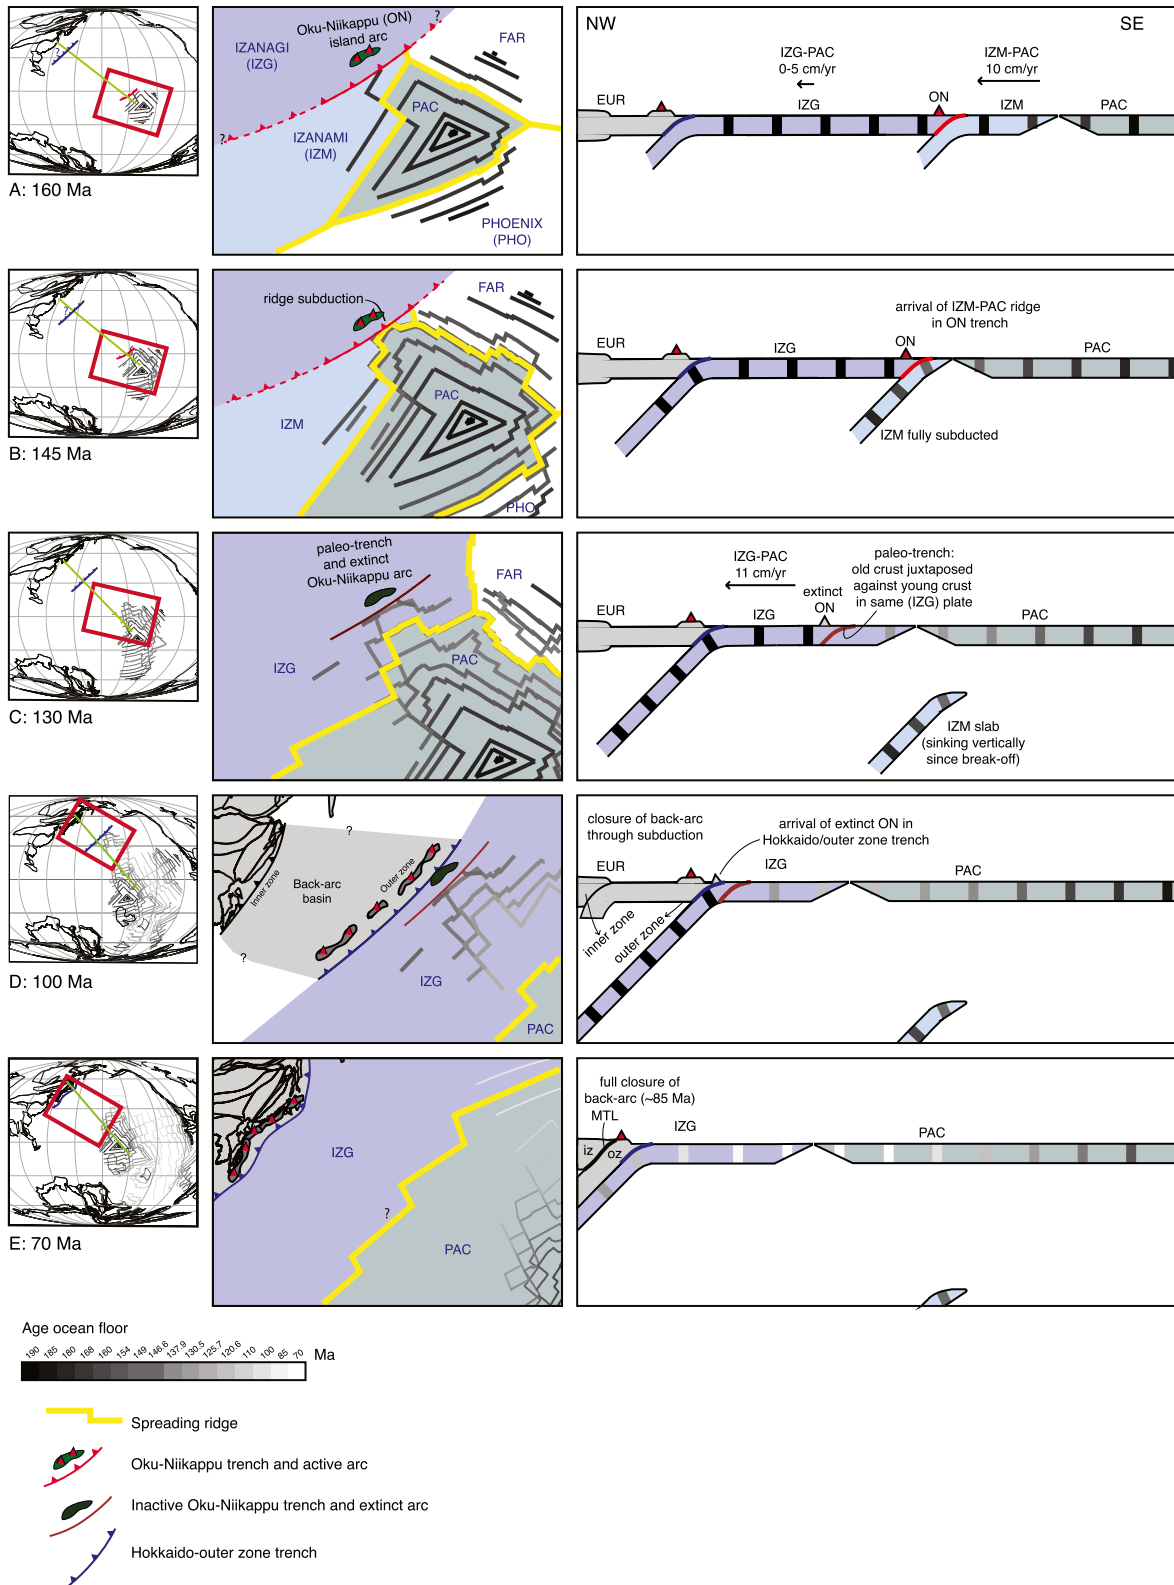 A: 160 Ma
?
IZANAGI
(IZG)
Oku-Niikappu (ON)
island arc
?
FAR
PAC
?
IZANAMI
(IZM)
PHOENIX
(PHO)
NW
SE
IZG-PAC
0-5 cm/yr
IZM-PAC
10 cm/yr
EUR
IZG
ON
IZM
PAC
B: 145 Ma
?
ridge subduction
FAR
PAC
IZM
PHO
arrival of IZM-PAC ridge
in ON trench
EUR
IZG
ON
PAC
IZM fully subducted
C: 130 Ma
paleo-trench
and extinct
Oku-Niikappu arc
FAR
IZG
PAC
IZG-PAC
11 cm/yr
paleo-trench:
old crust juxtaposed
against young crust
in same (IZG) plate
extinct
ON
EUR
IZG
PAC
IZM slab
(sinking vertically
since break-off)
D: 100 Ma
?
Inner zone
Back-arc
basin
Outer zone
?
IZG
PAC
closure of back-arc
through subduction
arrival of extinct ON in
Hokkaido/outer zone trench
EUR
IZG
PAC
inner zone
outer zone
E: 70 Ma
IZG
?
PAC
full closure of
back-arc (~85 Ma)
MTL
IZG
PAC
iz
oz
Age ocean floor
190 185 180 168 160 154 149 146.6 137.9 130.5 125.7 120.6 110 100 85 70 Ma
Spreading ridge
Oku-Niikappu trench and active arc
Inactive Oku-Niikappu trench and extinct arc
Hokkaido-outer zone trench